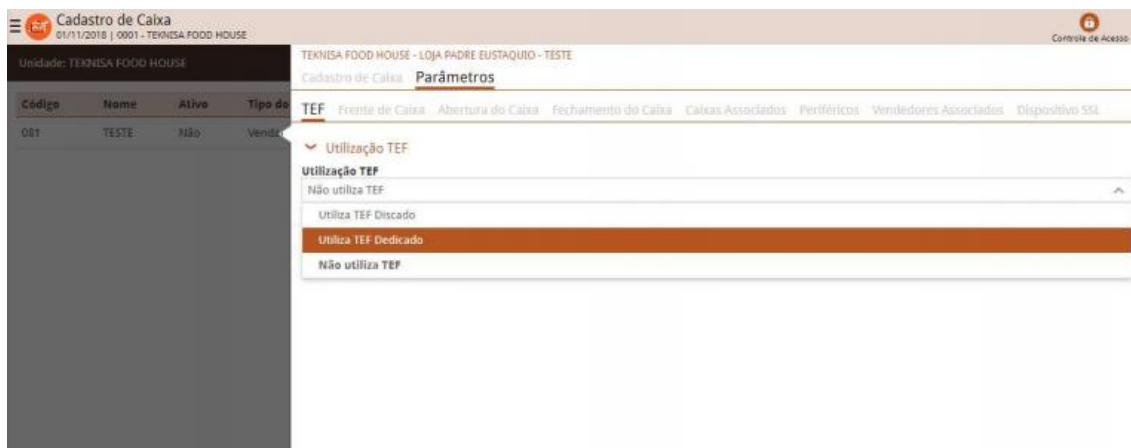 Cadastro de Caixa
01/11/2018 | 0001 - TEKNISA FOOD HOUSE
Controle de Acesso
Unidade: TEKNISA FOOD HOUSE
Código Nome Ativo Tipo do
081 TESTE Não Venda
TEKNISA FOOD HOUSE - LOJA PADRE EUSTAQUIO - TESTE
Cadastro de Caixa Parâmetros
TEF Frente de Caixa Abertura do Caixa Fechamento do Caixa Caixas Associados Periféricos Vendedores Associados Dispositivo SSL
Utilização TEF
Utilização TEF
Não utiliza TEF
Utiliza TEF Discado
Utiliza TEF Dedicado
Não utiliza TEF